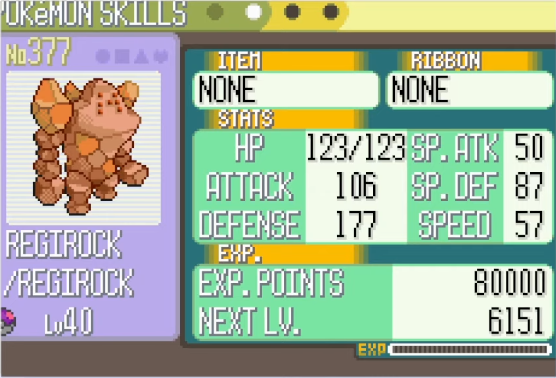 POKéMON SKILLS
No377
ITEM RIBBON
NONE NONE
STATS
HP 123/123 SP. ATK 50
ATTACK 106 SP. DEF 87
DEFENSE 177 SPEED 57
REGIROCK
/REGIROCK
Lv40
EXP.
EXP. POINTS 80000
NEXT LV. 6151
EXP